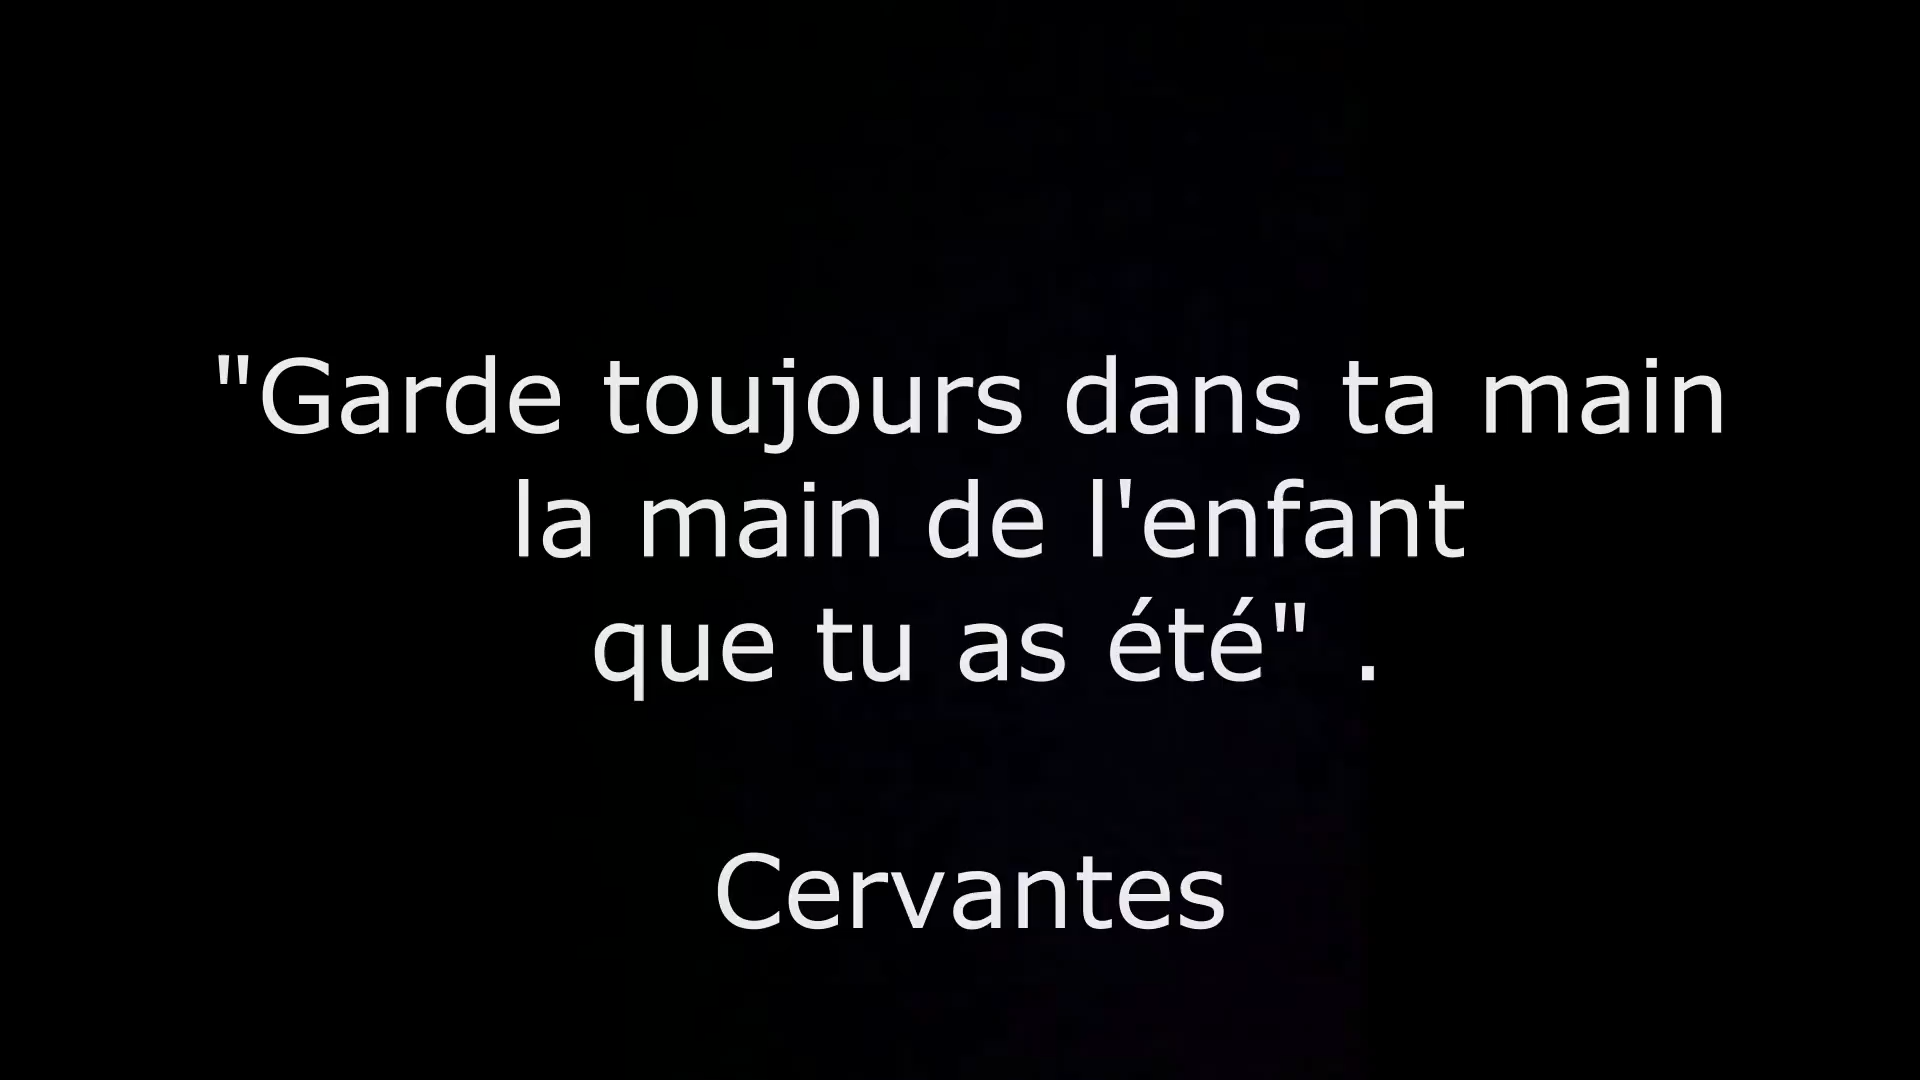 "Garde toujours dans ta main
la main de l'enfant
que tu as été" .
Cervantes